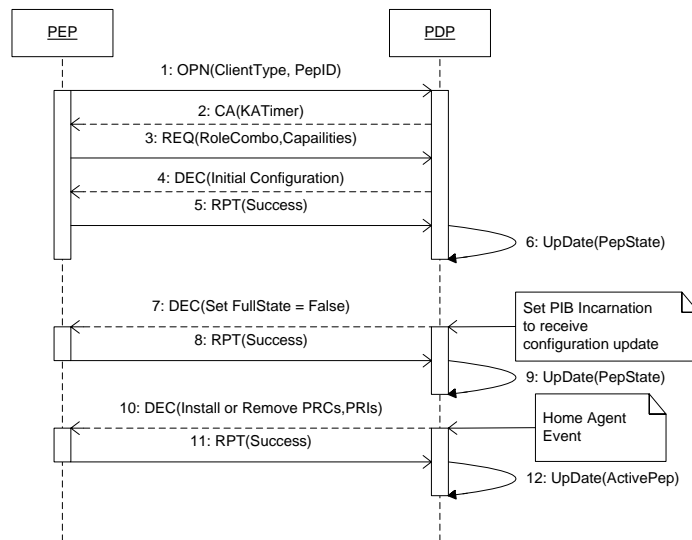 PEP
PDP
1: OPN(ClientType, PepID)
2: CA(KATimer)
3: REQ(RoleCombo,Capailities)
4: DEC(Initial Configuration)
5: RPT(Success)
6: UpDate(PepState)
7: DEC(Set FullState = False)
Set PIB Incarnation
to receive
configuration update
8: RPT(Success)
9: UpDate(PepState)
10: DEC(Install or Remove PRCs,PRIs)
Home Agent
Event
11: RPT(Success)
12: UpDate(ActivePep)